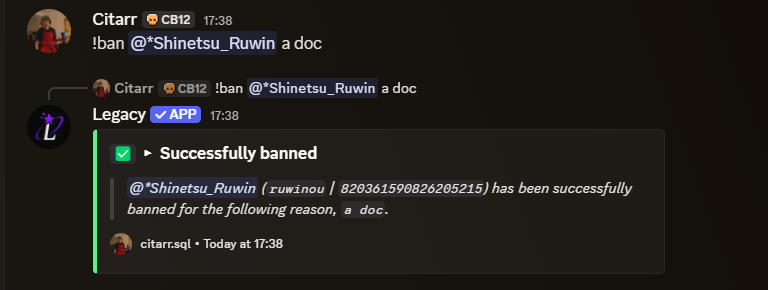 Citarr CB12 17:38
!ban @*Shinetsu_Ruwin a doc
Citarr CB12 !ban @*Shinetsu_Ruwin a doc
Legacy APP 17:38
Successfully banned
@*Shinetsu_Ruwin (ruwinou | 820361590826205215) has been successfully
banned for the following reason, a doc.
citarr.sql • Today at 17:38